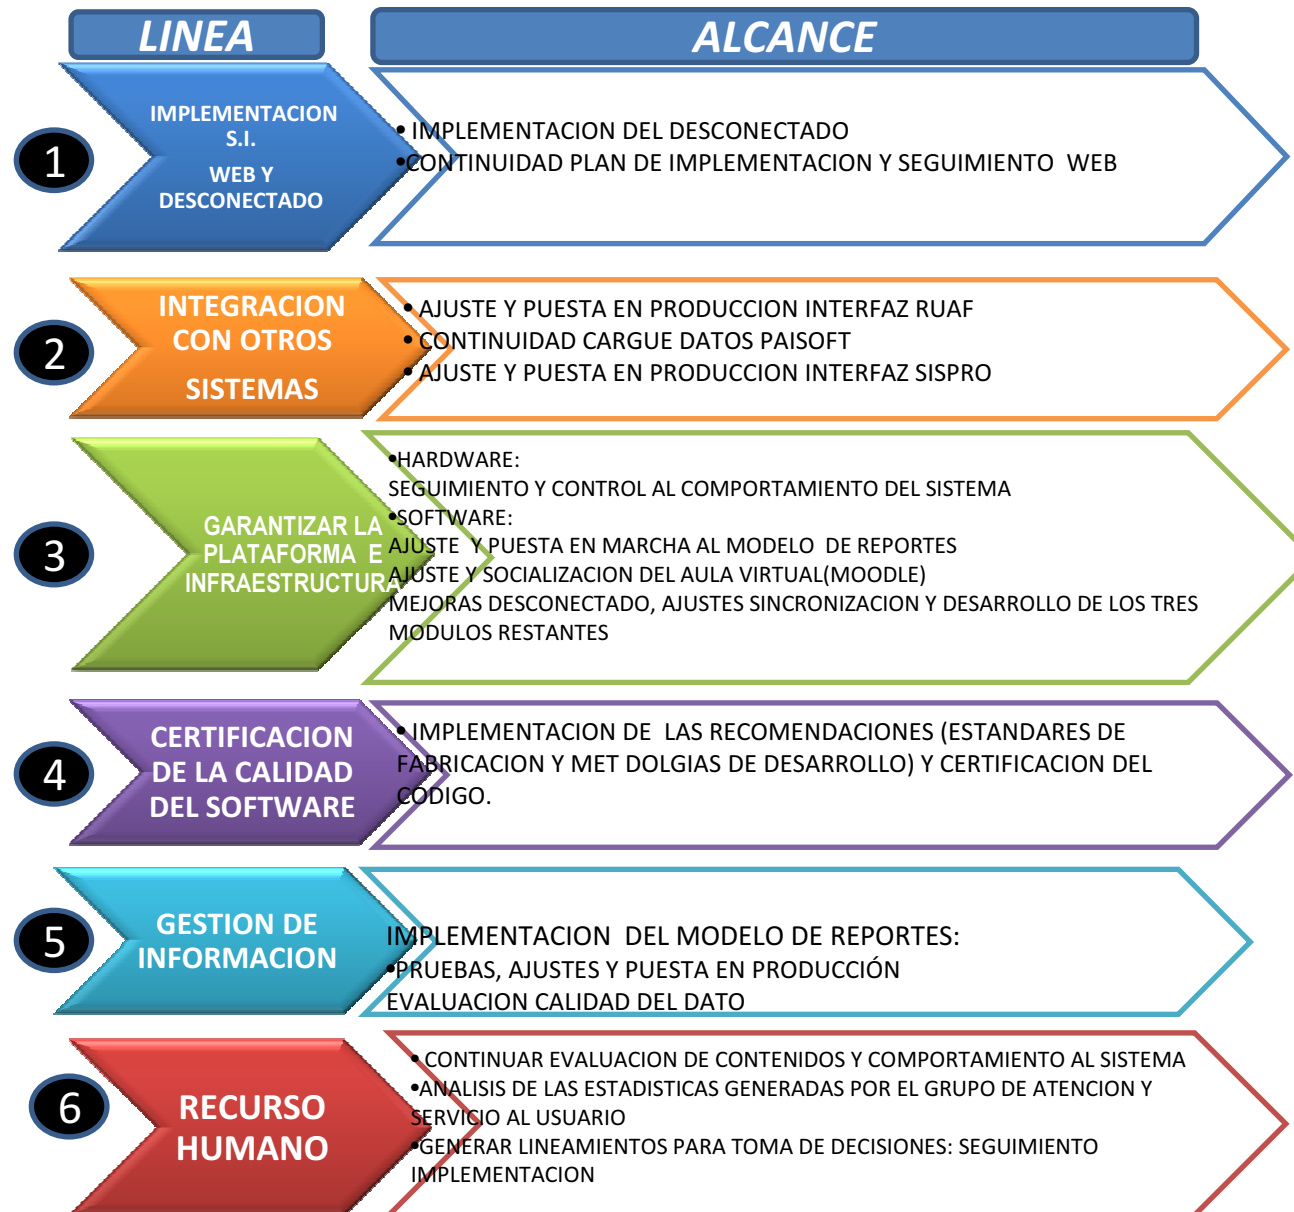 LINEA
ALCANCE
1
IMPLEMENTACION
S.I.
WEB Y
DESCONECTADO
• IMPLEMENTACION DEL DESCONECTADO
•CONTINUIDAD PLAN DE IMPLEMENTACION Y SEGUIMIENTO WEB
2
INTEGRACION
CON OTROS
SISTEMAS
• AJUSTE Y PUESTA EN PRODUCCION INTERFAZ RUAF
• CONTINUIDAD CARGUE DATOS PAISOFT
• AJUSTE Y PUESTA EN PRODUCCION INTERFAZ SISPRO
3
GARANTIZAR LA
PLATAFORMA E
INFRAESTRUCTURA
•HARDWARE:
SEGUIMIENTO Y CONTROL AL COMPORTAMIENTO DEL SISTEMA
•SOFTWARE:
AJUSTE Y PUESTA EN MARCHA AL MODELO DE REPORTES
AJUSTE Y SOCIALIZACION DEL AULA VIRTUAL(MOODLE)
MEJORAS DESCONECTADO, AJUSTES SINCRONIZACION Y DESARROLLO DE LOS TRES
MODULOS RESTANTES
4
CERTIFICACION
DE LA CALIDAD
DEL SOFTWARE
• IMPLEMENTACION DE LAS RECOMENDACIONES (ESTANDARES DE
FABRICACION Y MET DOLGIAS DE DESARROLLO) Y CERTIFICACION DEL
CÓDIGO.
5
GESTION DE
INFORMACION
IMPLEMENTACION DEL MODELO DE REPORTES:
•PRUEBAS, AJUSTES Y PUESTA EN PRODUCCIÓN
EVALUACION CALIDAD DEL DATO
6
RECURSO
HUMANO
• CONTINUAR EVALUACION DE CONTENIDOS Y COMPORTAMIENTO AL SISTEMA
•ANALISIS DE LAS ESTADISTICAS GENERADAS POR EL GRUPO DE ATENCION Y
SERVICIO AL USUARIO
•GENERAR LINEAMIENTOS PARA TOMA DE DECISIONES: SEGUIMIENTO
IMPLEMENTACION